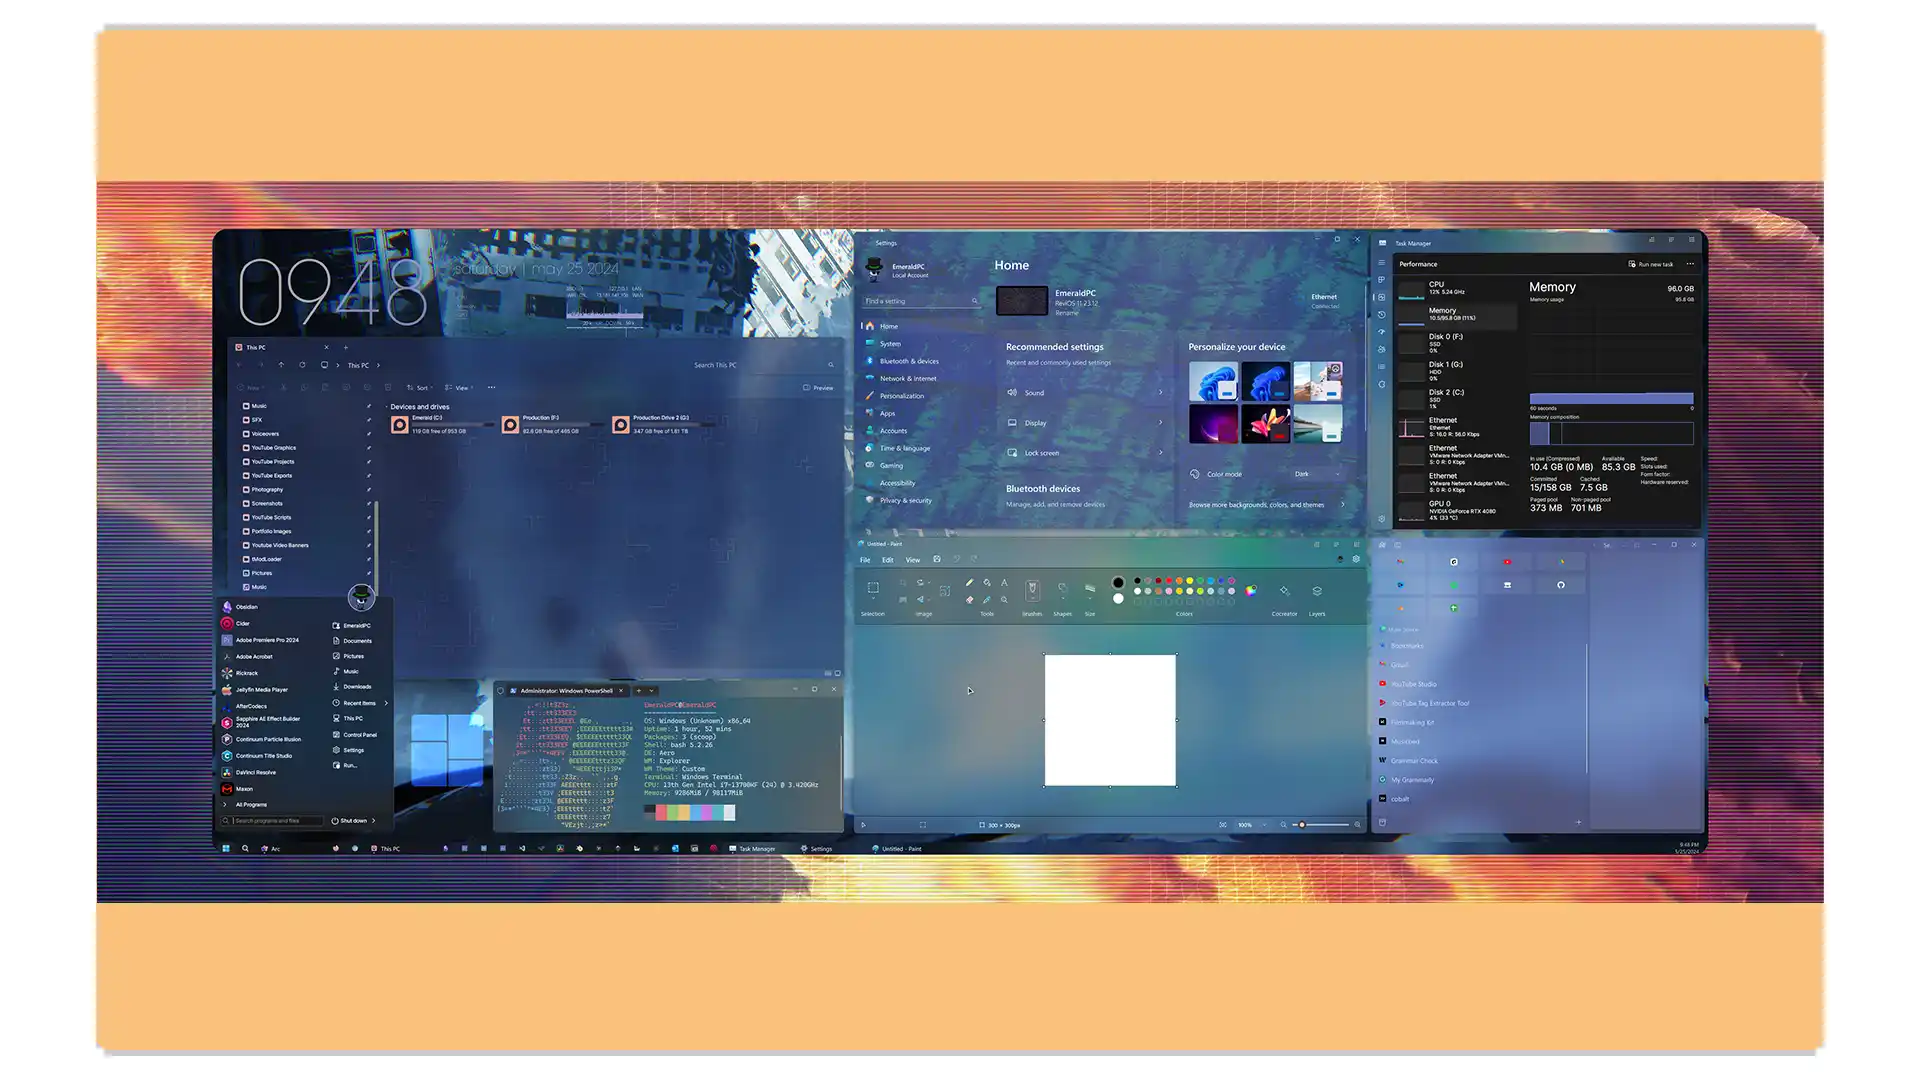 0948
saturday | may 25 2024
This PC
This PC
Search This PC
Sort
View
Preview
Music
SFX
Voiceovers
YouTube Graphics
YouTube Projects
YouTube Exports
Photography
Screenshots
YouTube Scripts
Portfolio Images
Youtube Video Banners
tModLoader
Pictures
Music
Devices and drives
Emerald (C:)
119 GB free of 953 GB
Production (F:)
Production Drive 2 (G:)
347 GB free of 1.81 TB
Obsidian
Cider
Adobe Premiere Pro 2024
Adobe Acrobat
Rickrack
Jellyfin Media Player
AfterCodecs
Sapphire AE Effect Builder
2024
Continuum Particle Illusion
Continuum Title Studio
DaVinci Resolve
Maxon
All Programs
Search programs and files
EmeraldPC
Documents
Pictures
Music
Downloads
Recent Items
This PC
Control Panel
Settings
Run...
Shut down
Administrator: Windows PowerShell
EmeraldPC@EmeraldPC
OS: Windows (Unknown) x86_64
Uptime: 1 hour, 52 mins
Packages: 3 (scoop)
Shell: bash 5.2.26
DE: Aero
WM: Explorer
WM Theme: Custom
Terminal: Windows Terminal
CPU: 13th Gen Intel i7-13700KF (24) @ 3.420GHz
Memory: 9286MiB / 98117MiB
Settings
EmeraldPC
Local Account
Find a setting
Home
System
Bluetooth & devices
Network & internet
Personalization
Apps
Accounts
Time & language
Gaming
Accessibility
Privacy & security
Home
EmeraldPC
ReviOS 11 23.12
Rename
Ethernet
Connected
Recommended settings
Recent and commonly used settings
Sound
Display
Lock screen
Bluetooth devices
Manage, add, and remove devices
Personalize your device
Color mode
Dark
Browse more backgrounds, colors, and themes
Untitled - Paint
File
Edit
View
Selection
Image
Tools
Brushes
Shapes
Size
Colors
Cocreator
Layers
300 × 300px
100%
Task Manager
Performance
Run new task
CPU
12% 5.24 GHz
Memory
10.5/95.8 GB (11%)
Disk 0 (F:)
SSD
0%
Disk 1 (G:)
HDD
0%
Disk 2 (C:)
SSD
1%
Ethernet
Ethernet
S: 16.0 R: 56.0 Kbps
Ethernet
VMware Network Adapter VMn...
S: 0 R: 0 Kbps
Ethernet
VMware Network Adapter VMn...
S: 0 R: 0 Kbps
GPU 0
NVIDIA GeForce RTX 4080
4% (33 °C)
Memory
96.0 GB
Memory usage
95.8 GB
60 seconds
0
Memory composition
In use (Compressed)
10.4 GB (0 MB)
Available
85.3 GB
Committed
15/158 GB
Cached
7.5 GB
Paged pool
373 MB
Non-paged pool
701 MB
Speed:
Slots used:
Form factor:
Hardware reserved:
Bookmarks
Gmail
YouTube Studio
YouTube Tag Extractor Tool
Filmmaking Kit
Musicbed
Grammar Check
My Grammarly
cobalt
Arc
This PC
Task Manager
Settings
Untitled - Paint
9:48 PM
5/25/2024